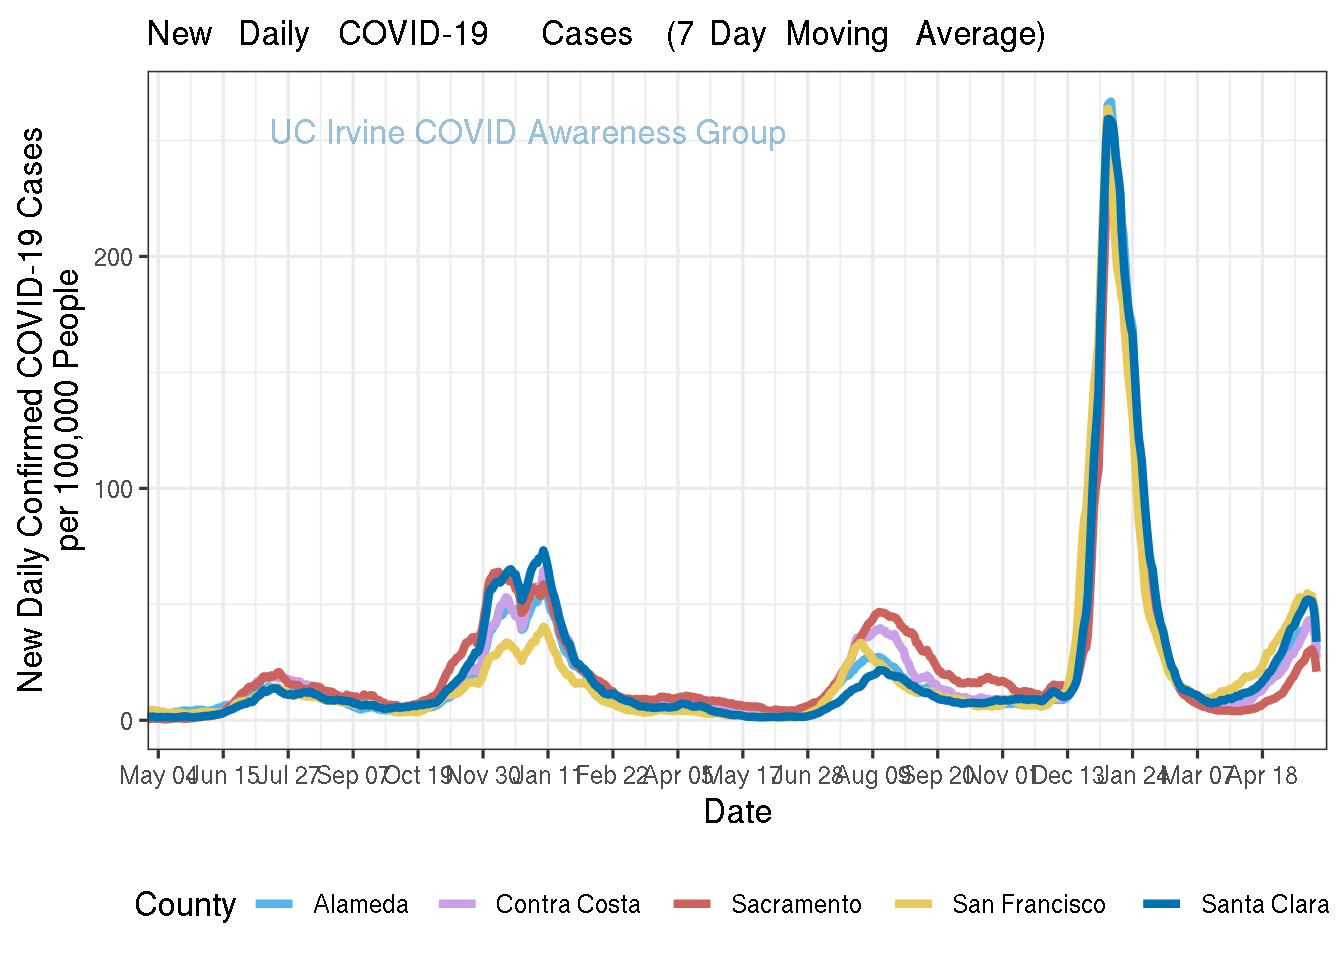 New Daily COVID-19 Cases (7 Day Moving Average)
UC Irvine COVID Awareness Group
New Daily Confirmed COVID-19 Cases
per 100,000 People
200
100
0
May 04 Jun 15 Jul 27 Sep 07 Oct 19 Nov 30 Jan 11 Feb 22 Apr 05 May 17 Jun 28 Aug 09 Sep 20 Nov 01 Dec 13 Jan 24 Mar 07 Apr 18
Date
County Alameda Contra Costa Sacramento San Francisco Santa Clara